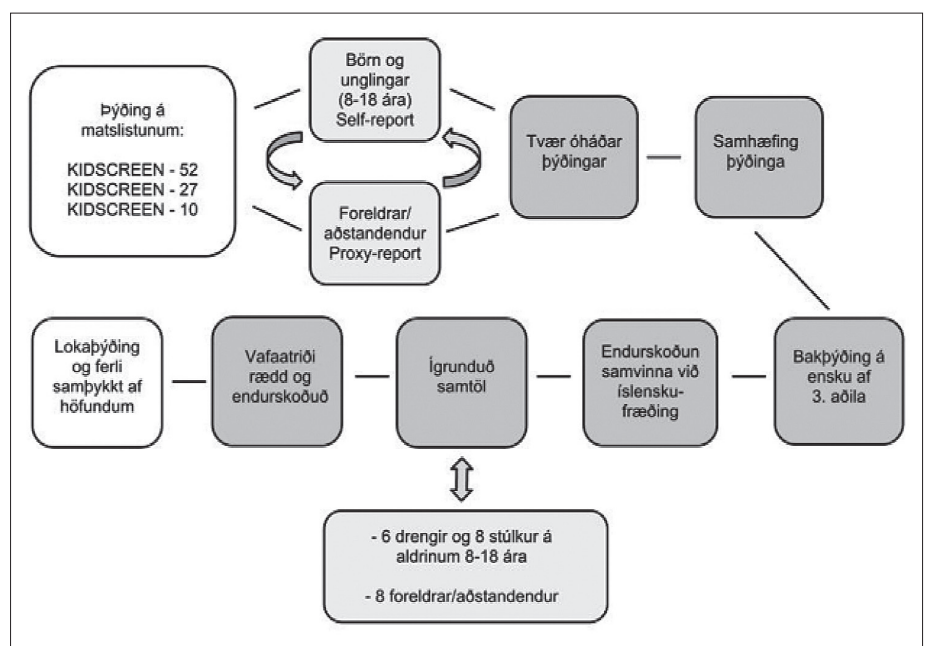 Þýðing á
matslistunum:
KIDSCREEN - 52
KIDSCREEN - 27
KIDSCREEN - 10
Börn og
unglingar
(8-18 ára)
Self-report
Foreldrar/
aðstandendur
Proxy-report
Tvær óháðar
þýðingar
Samhæfing
þýðinga
Bakþýðing á
ensku af
3. aðila
Endurskoðun
samvinna við
íslensku-
fræðing
Ígrunduð
samtöl
Vafaatriði
rædd og
endurskoðuð
Lokaþýðing
og ferli
samþykkt af
höfundum
- 6 drengir og 8 stúlkur á
aldrinum 8-18 ára
- 8 foreldrar/aðstandendur